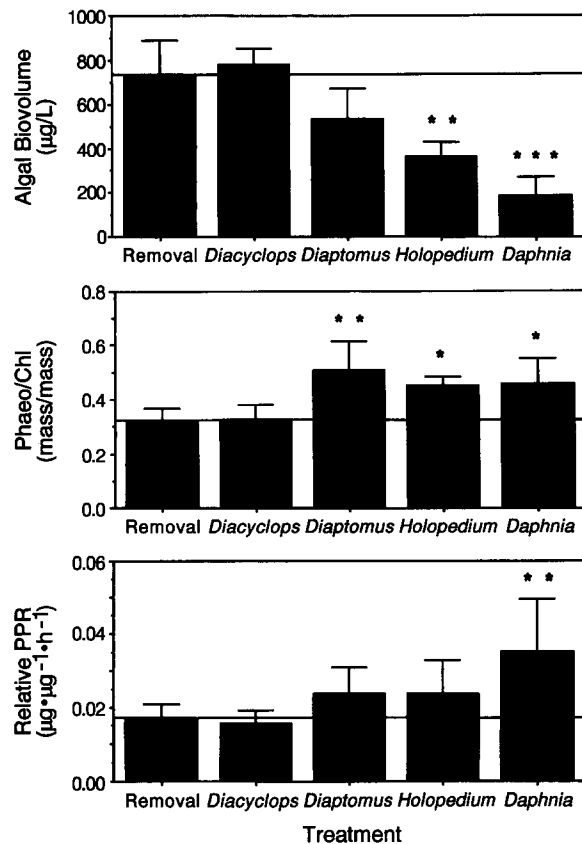 1000
800
600
400
200
0
Algal Biovolume
(µg/L)
* *
* * *
Removal Diacyclops Diaptomus Holopedium Daphnia
0.8
0.6
0.4
0.2
0.0
Phaeo/Chl
(mass/mass)
* *
*
*
Removal Diacyclops Diaptomus Holopedium Daphnia
0.06
0.04
0.02
0.00
Relative PPR
(µg•µg⁻¹•h⁻¹)
* *
Removal Diacyclops Diaptomus Holopedium Daphnia
Treatment